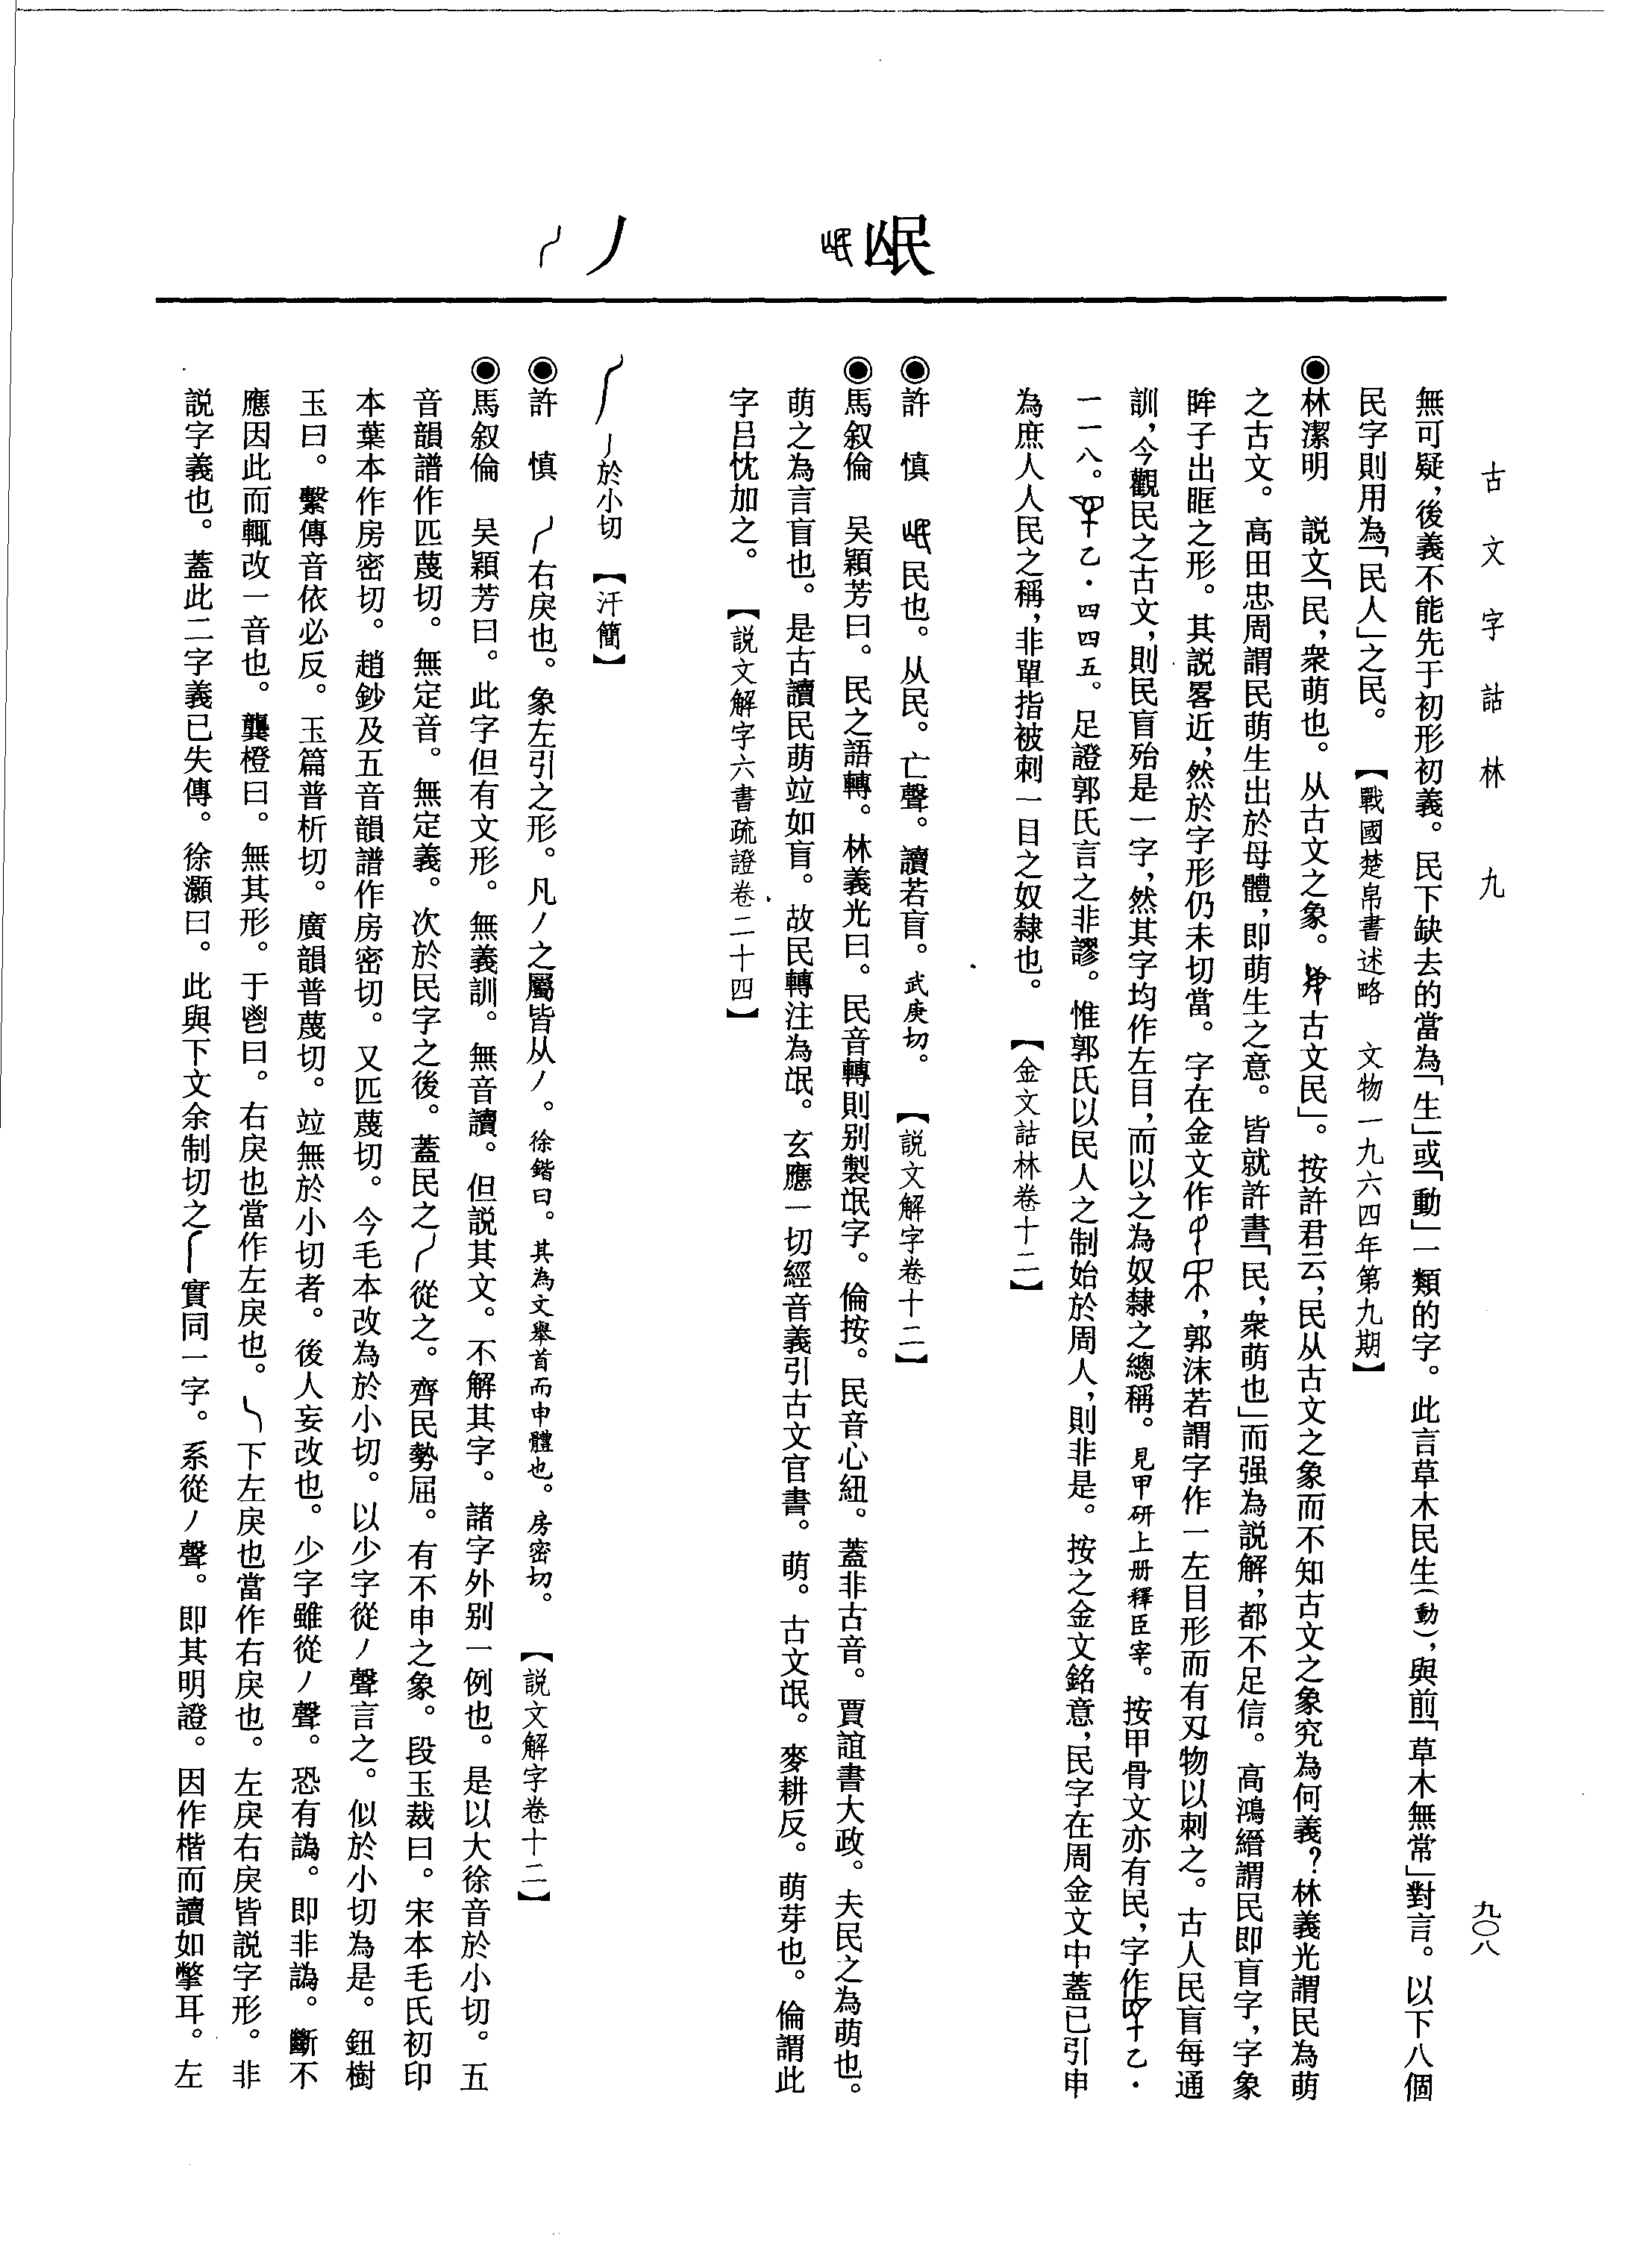 古文字詁林 九
九〇八
氓
丿
無可疑，後義不能先于初形初義。民下缺去的當為「生」或「動」一類的字。此言草木民生（動），與前「草木無常」對言。以下八個
民字則用為「民人」之民。 【戰國楚帛書述略 文物一九六四年第九期】
◉林潔明 説文「民，衆萌也。从古文之象。古文民」。按許君云，民从古文之象而不知古文之象究為何義？林義光謂民為萌
之古文。高田忠周謂民萌生出於母體，即萌生之意。皆就許書「民，衆萌也」而强為説解，都不足信。高鴻縉謂民即盲字，字象
眸子出眶之形。其説畧近，然於字形仍未切當。字在金文作，郭沫若謂字作一左目形而有刃物以刺之。古人民盲每通
訓，今觀民之古文，則民盲殆是一字，然其字均作左目，而以之為奴隸之總稱。見甲研上册釋臣宰。按甲骨文亦有民，字作乙·
一一八。乙·四四五。足證郭氏言之非謬。惟郭氏以民人之制始於周人，則非是。按之金文銘意，民字在周金文中蓋已引申
為庶人人民之稱，非單指被刺一目之奴隸也。 【金文詁林卷十二】
◉許 慎 民也。从民。亡聲。讀若盲。武庚切。 【説文解字卷十二】
◉馬叙倫 吴穎芳曰。民之語轉。林義光曰。民音轉則别製氓字。倫按。民音心紐。蓋非古音。賈誼書大政。夫民之為萌也。
萌之為言盲也。是古讀民萌竝如盲。故民轉注為氓。玄應一切經音義引古文官書。萌。古文氓。麥耕反。萌芽也。倫謂此
字吕忱加之。 【説文解字六書疏證卷二十四】
丿於小切 【汗簡】
◉許 慎 右戾也。象左引之形。凡丿之屬皆从丿。徐鍇曰。其為文舉首而申體也。房密切。 【説文解字卷十二】
◉馬叙倫 吴穎芳曰。此字但有文形。無義訓。無音讀。但説其文。不解其字。諸字外别一例也。是以大徐音於小切。五
音韻譜作匹蔑切。無定音。無定義。次於民字之後。蓋民之從之。齊民勢屈。有不申之象。段玉裁曰。宋本毛氏初印
本葉本作房密切。趙鈔及五音韻譜作房密切。又匹蔑切。今毛本改為於小切。以少字從丿聲言之。似於小切為是。鈕樹
玉曰。繫傳音依必反。玉篇普析切。廣韻普蔑切。竝無於小切者。後人妄改也。少字雖從丿聲。恐有譌。即非譌。斷不
應因此而輒改一音也。龔橙曰。無其形。于鬯曰。右戾也當作左戾也。下左戾也當作右戾也。左戾右戾皆説字形。非
説字義也。蓋此二字義已失傳。徐灝曰。此與下文余制切之實同一字。系從丿聲。即其明證。因作楷而讀如撆耳。左